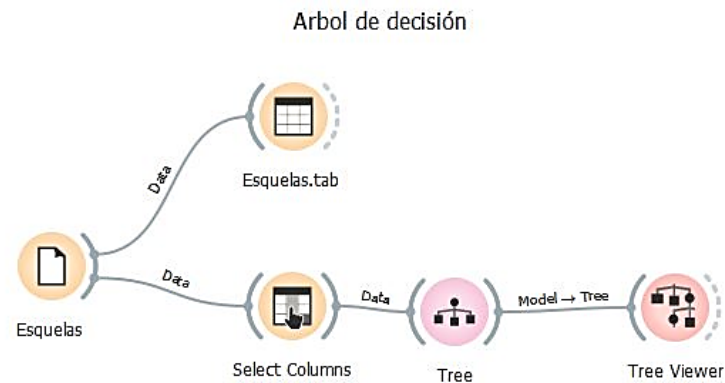 Arbol de decisión
Data
Esquelas.tab
Esquelas
Data
Select Columns
Data
Tree
Model → Tree
Tree Viewer